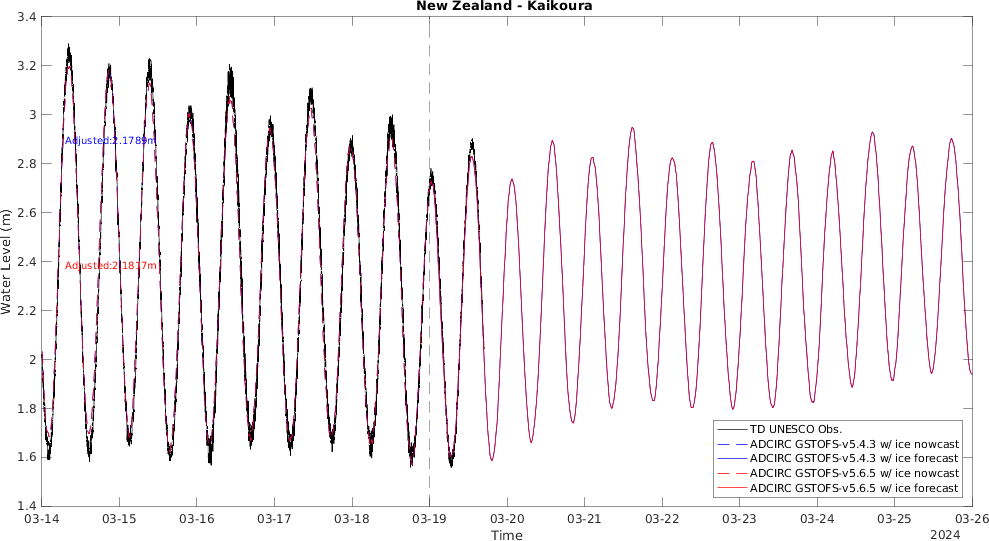 New Zealand - Kaikoura
3.4
3.2
3
2.8
2.6
2.4
2.2
2
1.8
1.6
1.4
Water Level (m)
Adjusted:2.1789m
Adjusted:2.1817m
TD UNESCO Obs.
ADCIRC GSTOFS-v5.4.3 w/ ice nowcast
ADCIRC GSTOFS-v5.4.3 w/ ice forecast
ADCIRC GSTOFS-v5.6.5 w/ ice nowcast
ADCIRC GSTOFS-v5.6.5 w/ ice forecast
03-14 03-15 03-16 03-17 03-18 03-19 03-20 03-21 03-22 03-23 03-24 03-25 03-26
Time
2024